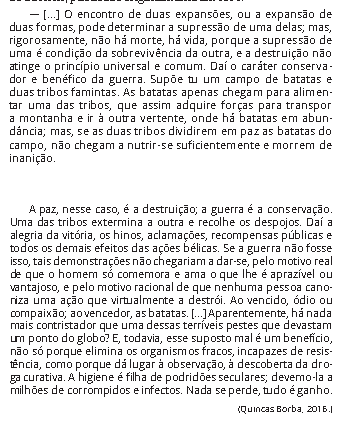 — [...] O encontro de duas expansões, ou a expansão de
duas formas, pode determinar a supressão de uma delas; mas,
rigorosamente, não há morte, há vida, porque a supressão de
uma é condição da sobrevivência da outra, e a destruição não
atinge o princípio universal e comum. Daí o caráter conserva-
dor e benéfico da guerra. Supõe tu um campo de batatas e
duas tribos famintas. As batatas apenas chegam para alimen-
tar uma das tribos, que assim adquire forças para transpor
a montanha e ir à outra vertente, onde há batatas em abun-
dância; mas, se as duas tribos dividirem em paz as batatas do
campo, não chegam a nutrir-se suficientemente e morrem de
inanição.
A paz, nesse caso, é a destruição; a guerra é a conservação.
Uma das tribos extermina a outra e recolhe os despojos. Daí a
alegria da vitória, os hinos, aclamações, recompensas públicas e
todos os demais efeitos das ações bélicas. Se a guerra não fosse
isso, tais demonstrações não chegariam a dar-se, pelo motivo real
de que o homem só comemora e ama o que lhe é aprazível ou
vantajoso, e pelo motivo racional de que nenhuma pessoa cano-
niza uma ação que virtualmente a destrói. Ao vencido, ódio ou
compaixão; ao vencedor, as batatas. [...] Aparentemente, há nada
mais contristador que uma dessas terríveis pestes que devastam
um ponto do globo? E, todavia, esse suposto mal é um benefício,
não só porque elimina os organismos fracos, incapazes de resis-
tência, como porque dá lugar à observação, à descoberta da dro-
ga curativa. A higiene é filha de podridões seculares; devemo-la a
milhões de corrompidos e infectos. Nada se perde, tudo é ganho.
(Quincas Borba, 2016.)